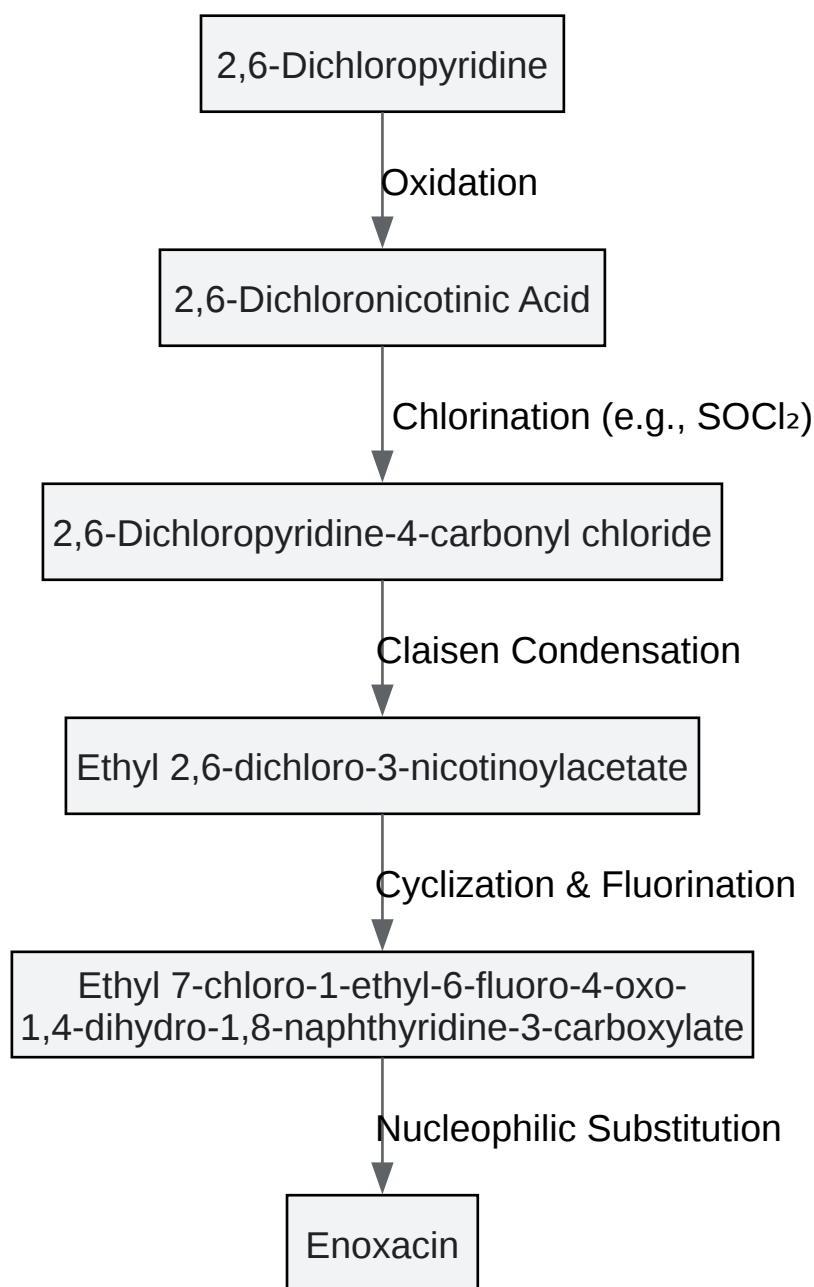 2,6-Dichloropyridine
Oxidation
2,6-Dichloronicotinic Acid
Chlorination (e.g., SOCl₂)
2,6-Dichloropyridine-4-carbonyl chloride
Claisen Condensation
Ethyl 2,6-dichloro-3-nicotinoylacetate
Cyclization & Fluorination
Ethyl 7-chloro-1-ethyl-6-fluoro-4-oxo-
1,4-dihydro-1,8-naphthyridine-3-carboxylate
Nucleophilic Substitution
Enoxacin